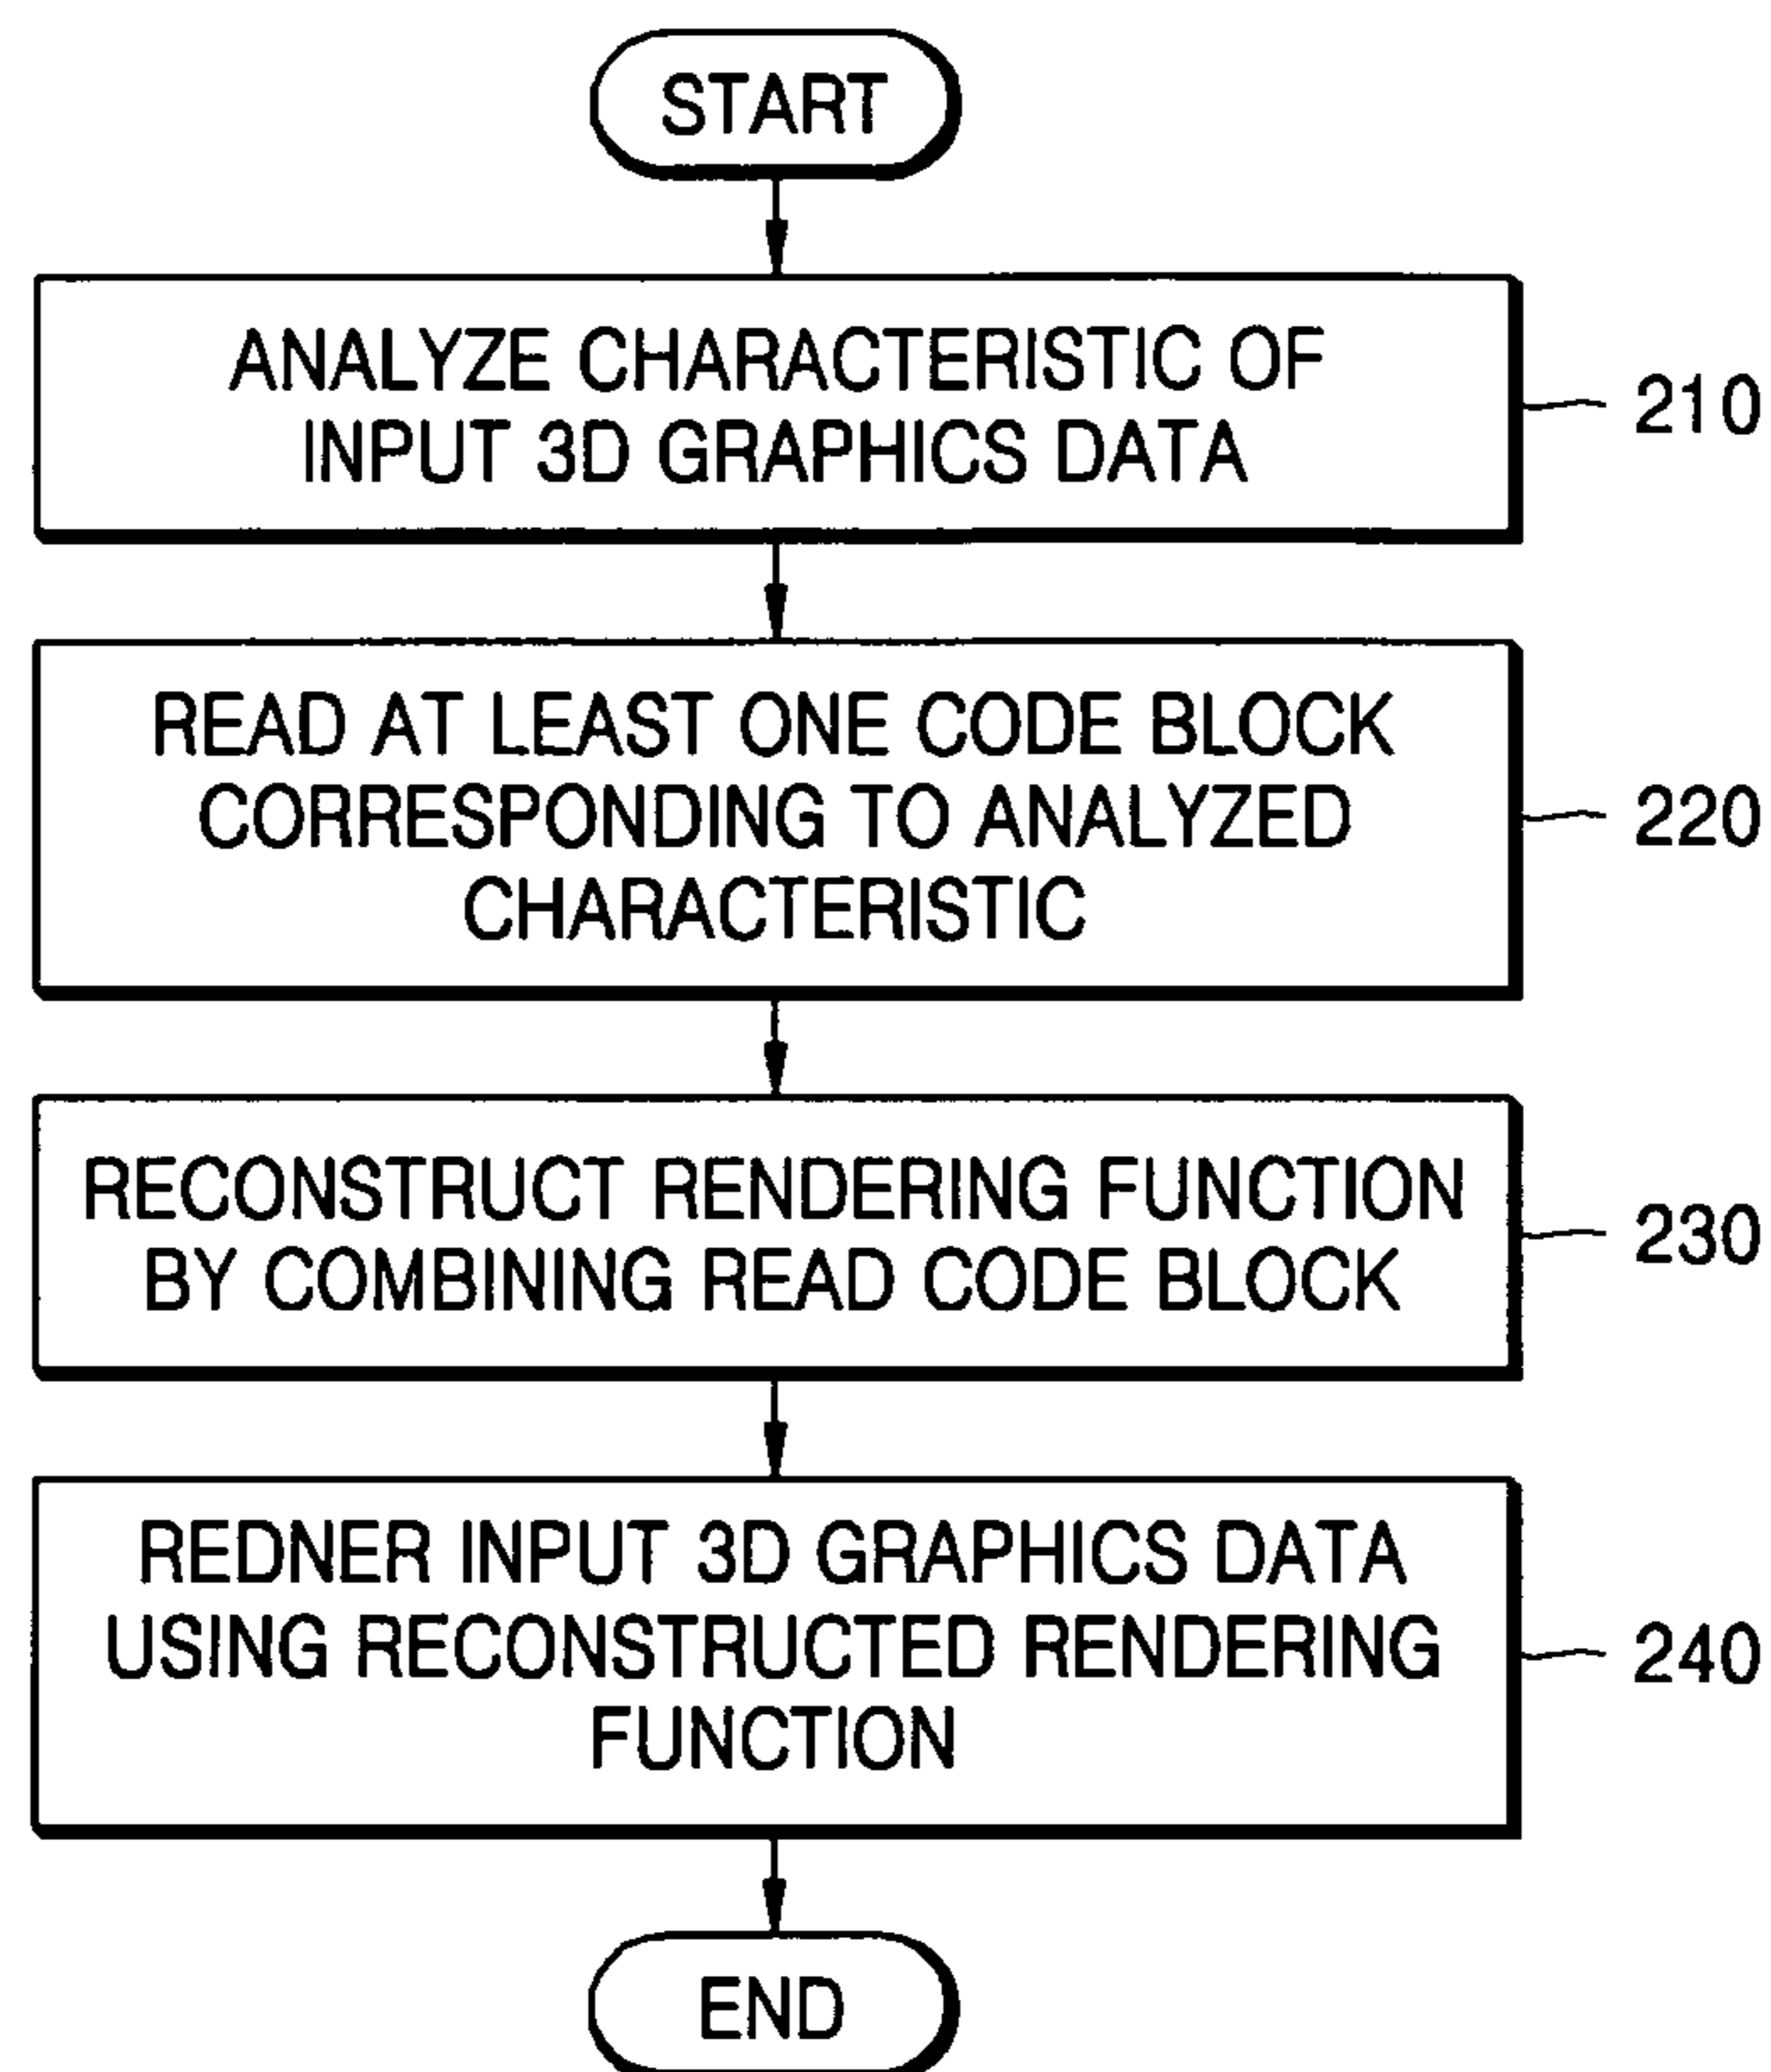 START
ANALYZE CHARACTERISTIC OF
INPUT 3D GRAPHICS DATA
210
READ AT LEAST ONE CODE BLOCK
CORRESPONDING TO ANALYZED
CHARACTERISTIC
220
RECONSTRUCT RENDERING FUNCTION
BY COMBINING READ CODE BLOCK
230
REDNER INPUT 3D GRAPHICS DATA
USING RECONSTRUCTED RENDERING
FUNCTION
240
END